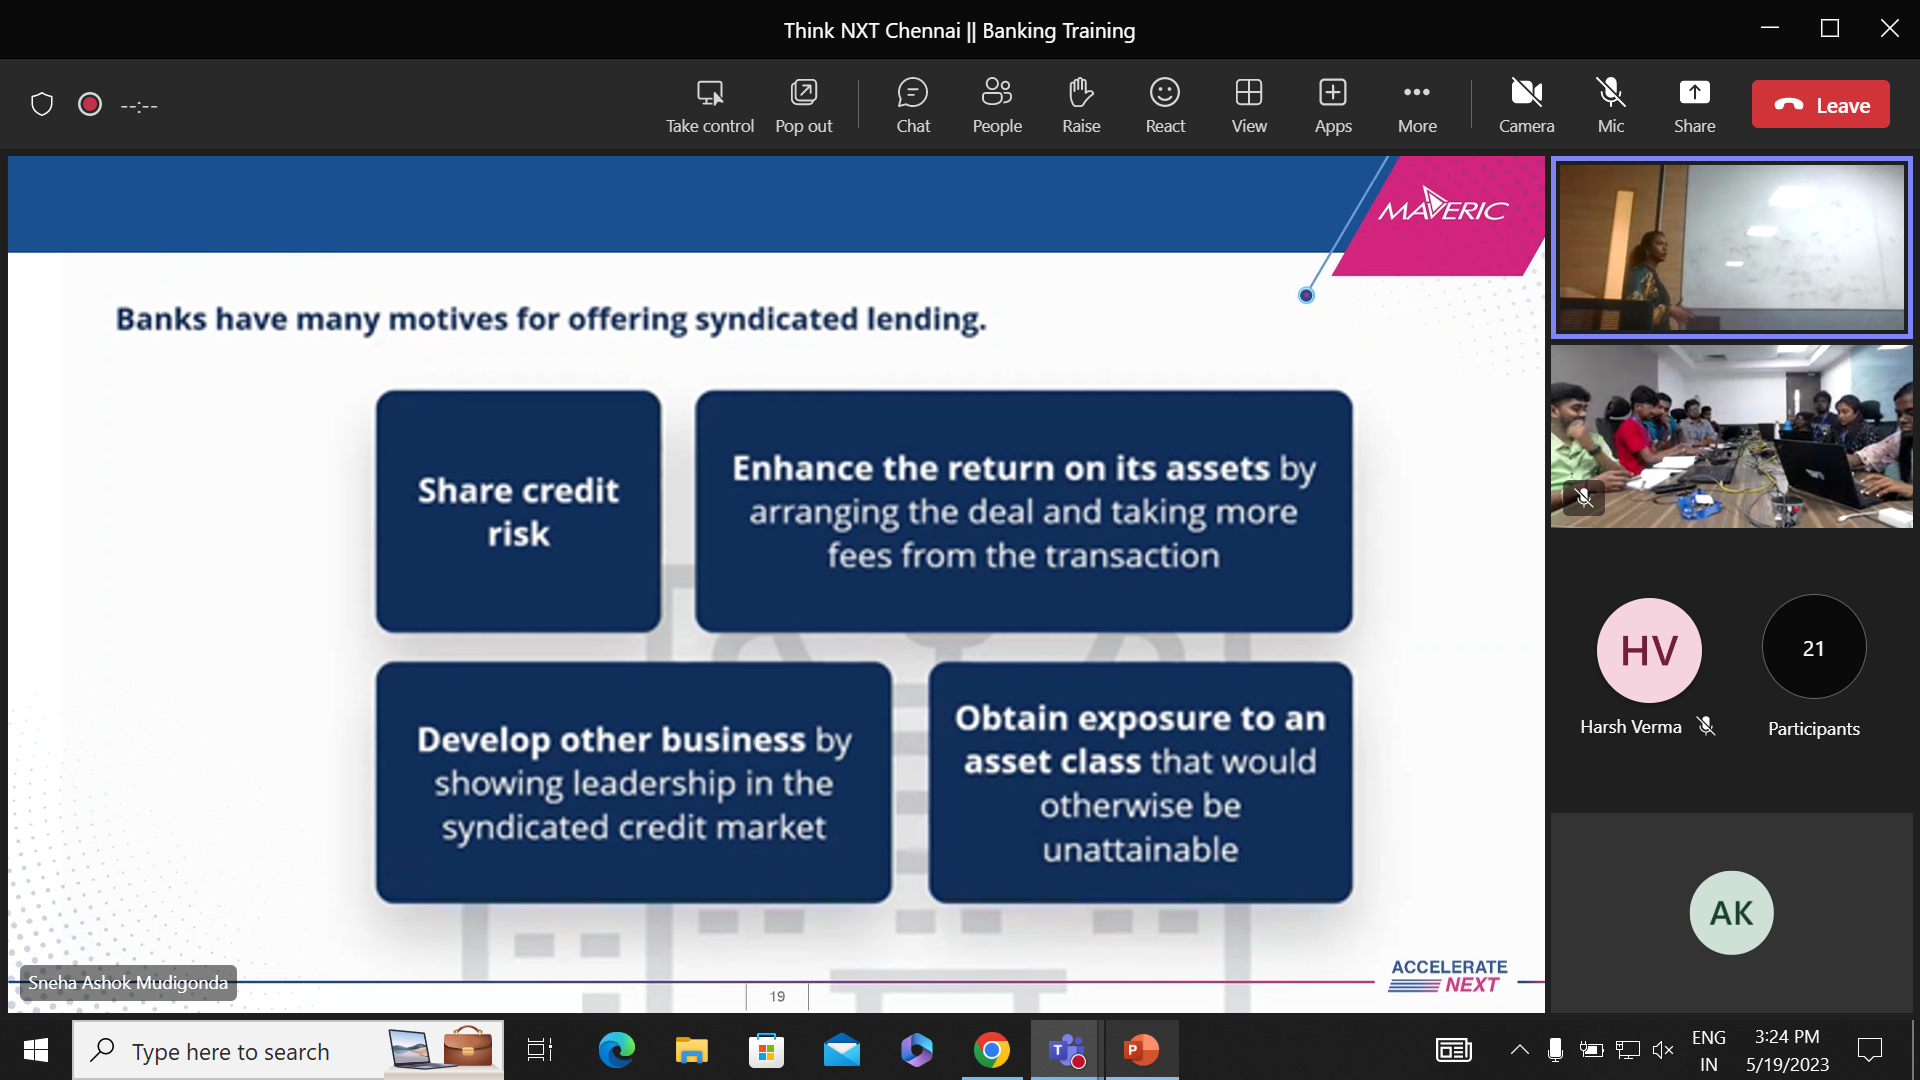 Think NXT Chennai || Banking Training
--:--
Take control
Pop out
Chat
People
Raise
React
View
Apps
More
Camera
Mic
Share
Leave
MAVERIC
Banks have many motives for offering syndicated lending.
Share credit
risk
Enhance the return on its assets by
arranging the deal and taking more
fees from the transaction
Develop other business by
showing leadership in the
syndicated credit market
Obtain exposure to an
asset class that would
otherwise be
unattainable
HV
Harsh Verma
21
Participants
AK
Sneha Ashok Mudigonda
19
ACCELERATE
NEXT
Type here to search
ENG
IN
3:24 PM
5/19/2023